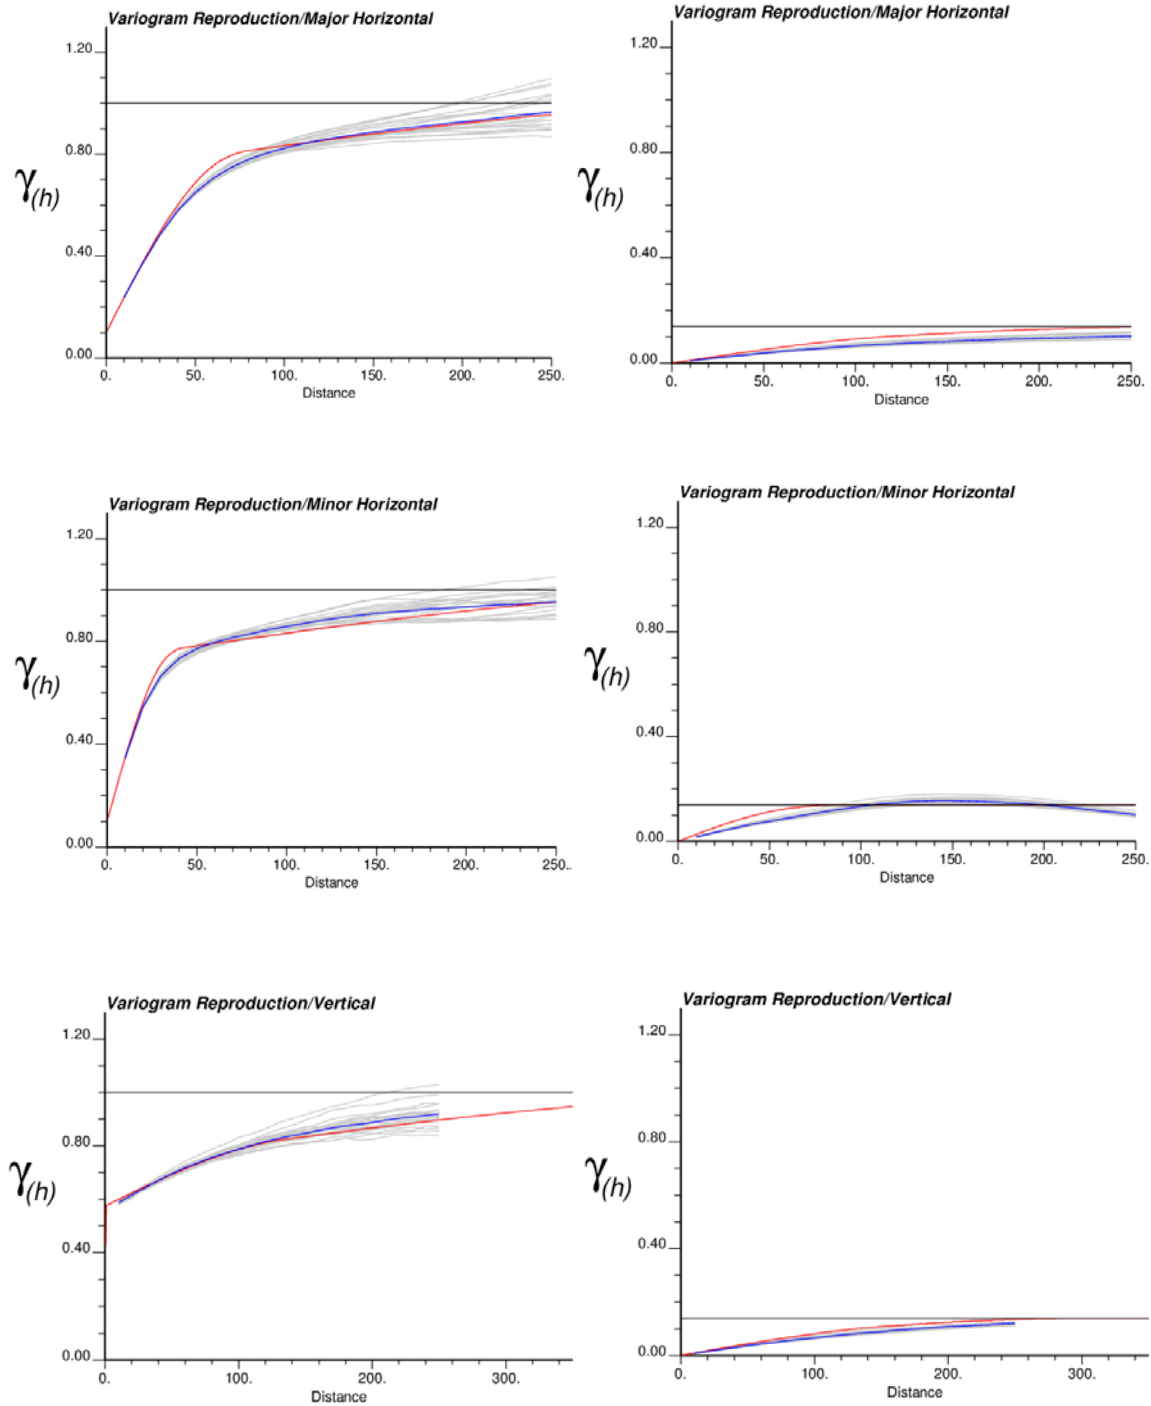 Variogram Reproduction/Major Horizontal
1.20
0.80
γ(h)
0.40
0.00
0. 50. 100. 150. 200. 250.
Distance
Variogram Reproduction/Major Horizontal
1.20
0.80
γ(h)
0.40
0.00
0. 50. 100. 150. 200. 250.
Distance
Variogram Reproduction/Minor Horizontal
1.20
0.80
γ(h)
0.40
0.00
0. 50. 100. 150. 200. 250..
Distance
Variogram Reproduction/Minor Horizontal
1.20
0.80
γ(h)
0.40
0.00
0. 50. 100. 150. 200. 250.
Distance
Variogram Reproduction/Vertical
1.20
0.80
γ(h)
0.40
0.00
0. 100. 200. 300.
Distance
Variogram Reproduction/Vertical
1.20
0.80
γ(h)
0.40
0.00
0. 100. 200. 300.
Distance